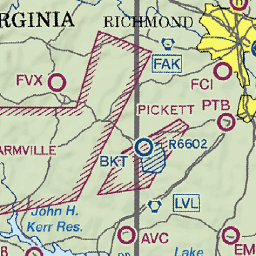 RGINIA
RICHMOND
FAK
FVX
FCI
PICKETT
PTB
ARMVILLE
R6602
BKT
LVL
John H.
Kerr Res.
AVC
Lake
EM